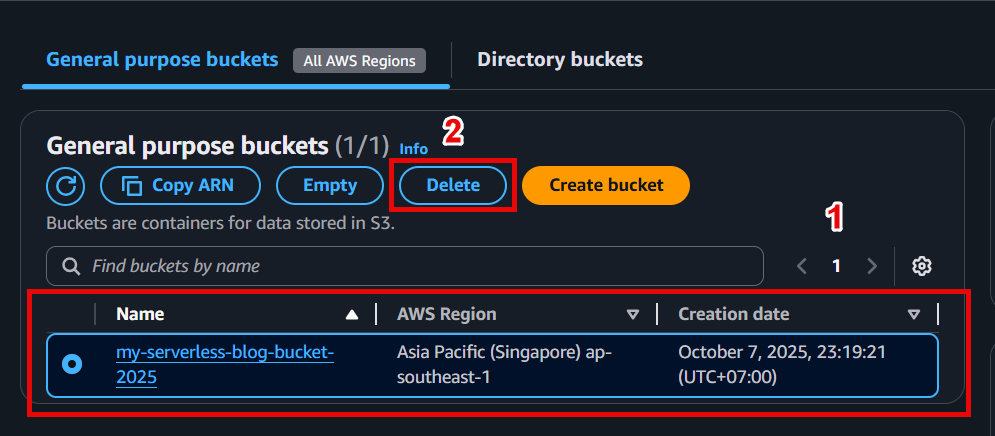 General purpose buckets All AWS Regions Directory buckets
General purpose buckets (1/1) Info 2
Copy ARN Empty Delete Create bucket
Buckets are containers for data stored in S3.
1
Find buckets by name 1
Name AWS Region Creation date
my-serverless-blog-bucket- Asia Pacific (Singapore) ap- October 7, 2025, 23:19:21
2025 southeast-1 (UTC+07:00)